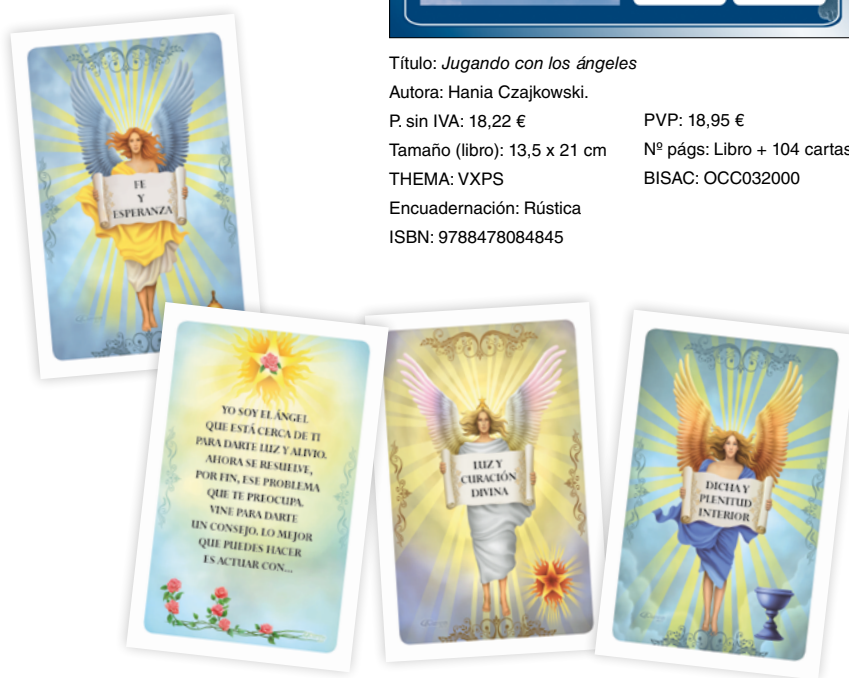 Título: Jugando con los ángeles
Autora: Hania Czajkowski.
P. sin IVA: 18,22 € PVP: 18,95 €
Tamaño (libro): 13,5 x 21 cm Nº págs: Libro + 104 cartas
THEMA: VXPS BISAC: OCC032000
Encuadernación: Rústica
ISBN: 9788478084845
FE
Y
ESPERANZA
YO SOY EL ÁNGEL
QUE ESTÁ CERCA DE TI
PARA DARTE LUZ Y ALIVIO.
AHORA SE RESUELVE,
POR FIN, ESE PROBLEMA
QUE TE PREOCUPA.
VINE PARA DARTE
UN CONSEJO. LO MEJOR
QUE PUEDES HACER
ES ACTUAR CON...
LUZ Y
CURACIÓN
DIVINA
DICHA Y
PLENITUD
INTERIOR